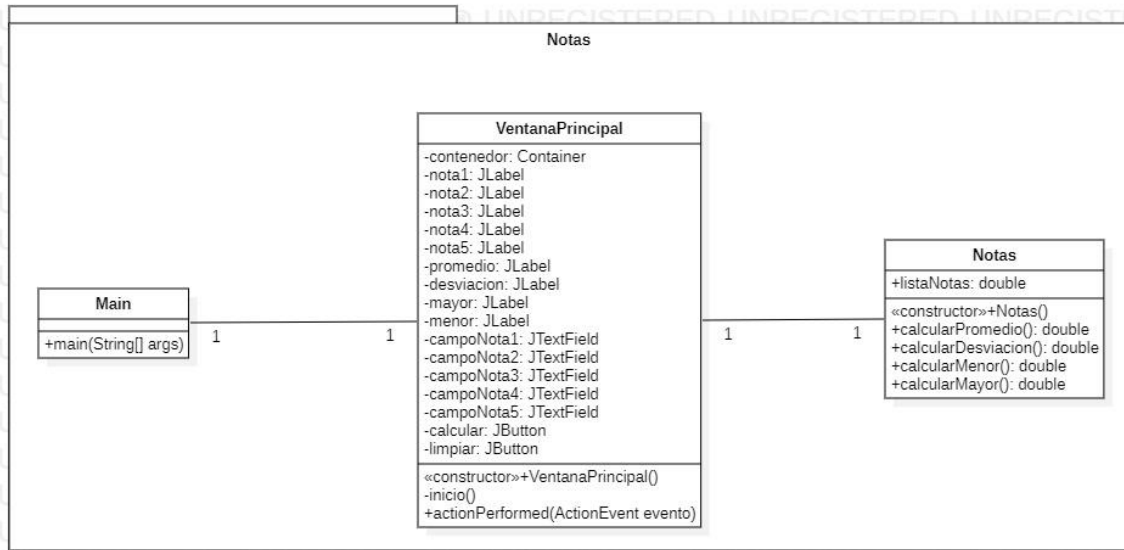 UNREGISTERED UNREGISTERED UNREGIST
Notas
Main
+main(String[] args)
1
1
VentanaPrincipal
-contenedor: Container
-nota1: JLabel
-nota2: JLabel
-nota3: JLabel
-nota4: JLabel
-nota5: JLabel
-promedio: JLabel
-desviacion: JLabel
-mayor: JLabel
-menor: JLabel
-campoNota1: JTextField
-campoNota2: JTextField
-campoNota3: JTextField
-campoNota4: JTextField
-campoNota5: JTextField
-calcular: JButton
-limpiar: JButton
«constructor»+VentanaPrincipal()
-inicio()
+actionPerformed(ActionEvent evento)
1
1
Notas
+listaNotas: double
«constructor»+Notas()
+calcularPromedio(): double
+calcularDesviacion(): double
+calcularMenor(): double
+calcularMayor(): double